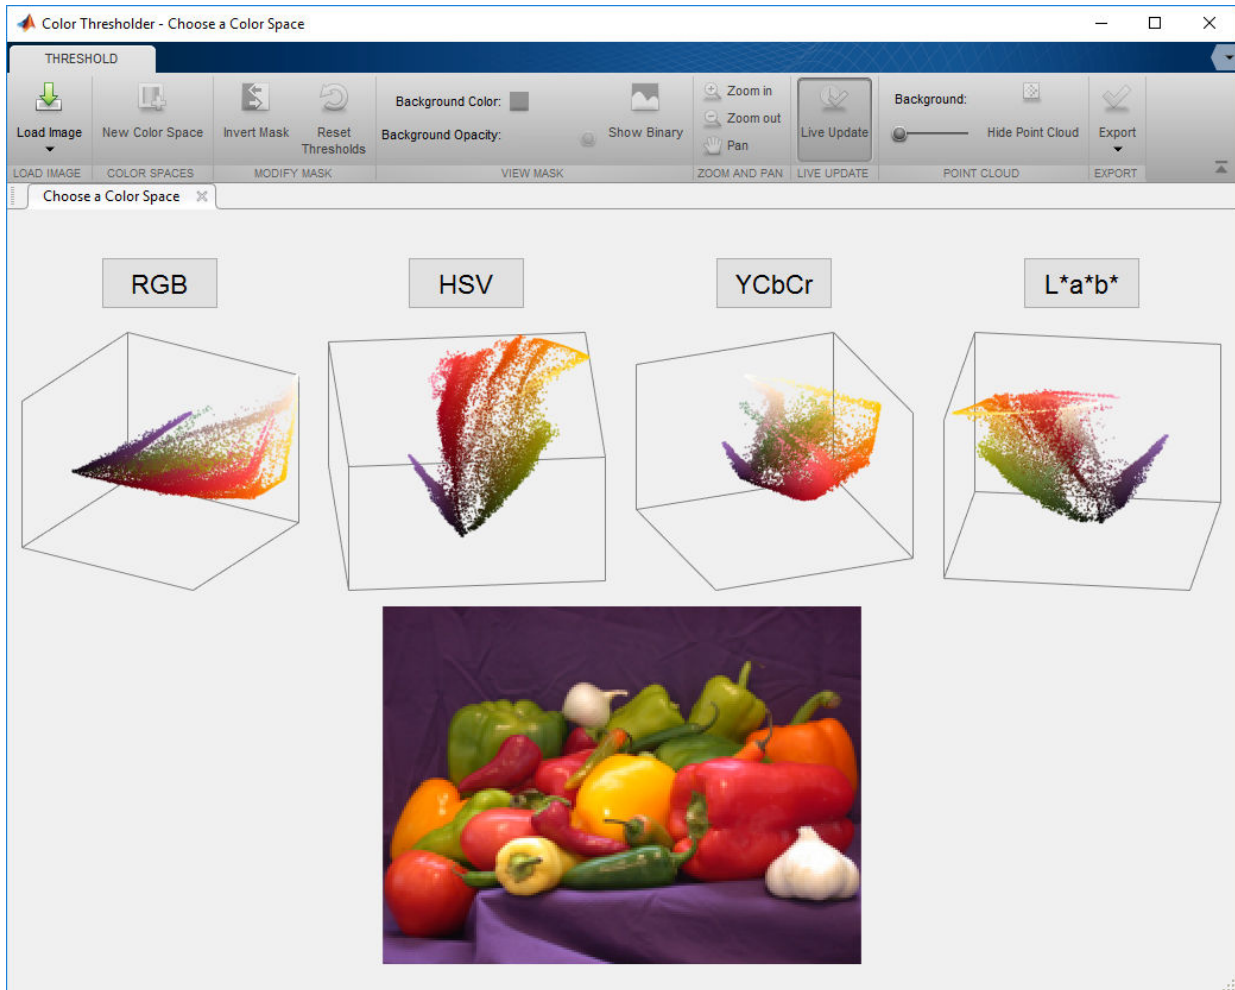 Color Thresholder - Choose a Color Space
THRESHOLD
Load Image
New Color Space
Invert Mask
Reset
Thresholds
Background Color:
Background Opacity:
Show Binary
Zoom in
Zoom out
Pan
Live Update
Background:
Hide Point Cloud
Export
LOAD IMAGE
COLOR SPACES
MODIFY MASK
VIEW MASK
ZOOM AND PAN
LIVE UPDATE
POINT CLOUD
EXPORT
Choose a Color Space
RGB
HSV
YCbCr
L*a*b*